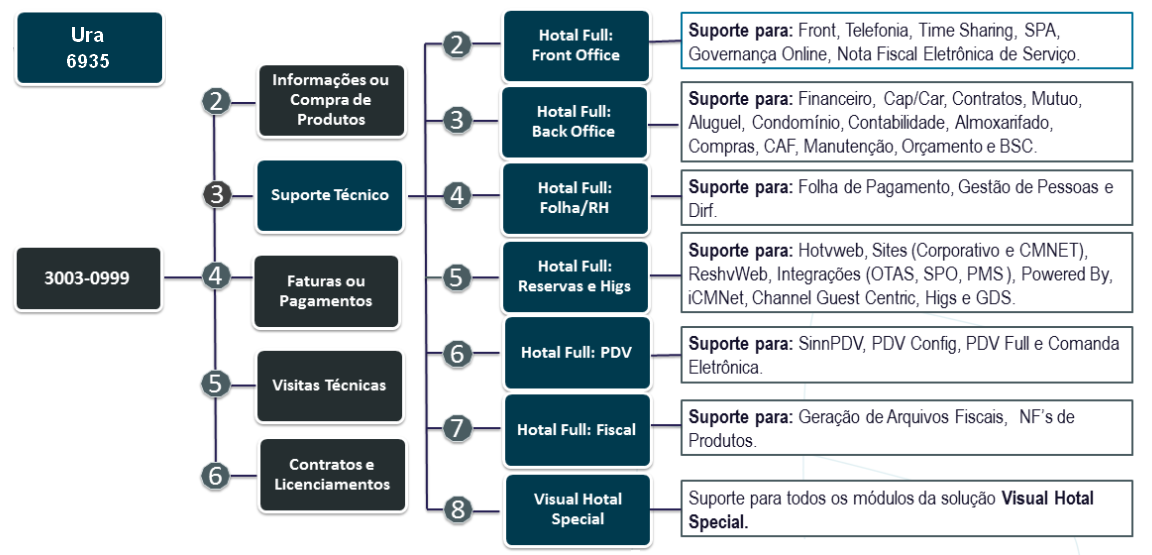 Ura
6935
3003-0999
2
Informações ou
Compra de
Produtos
3
Suporte Técnico
4
Faturas ou
Pagamentos
5
Visitas Técnicas
6
Contratos e
Licenciamentos
2
Hotal Full:
Front Office
Suporte para: Front, Telefonia, Time Sharing, SPA,
Governança Online, Nota Fiscal Eletrônica de Serviço.
3
Hotal Full:
Back Office
Suporte para: Financeiro, Cap/Car, Contratos, Mutuo,
Aluguel, Condomínio, Contabilidade, Almoxarifado,
Compras, CAF, Manutenção, Orçamento e BSC.
4
Hotal Full:
Folha/RH
Suporte para: Folha de Pagamento, Gestão de Pessoas e
Dirf.
5
Hotal Full:
Reservas e Higs
Suporte para: Hotvweb, Sites (Corporativo e CMNET),
ReshvWeb, Integrações (OTAS, SPO, PMS ), Powered By,
iCMNet, Channel Guest Centric, Higs e GDS.
6
Hotal Full: PDV
Suporte para: SinnPDV, PDV Config, PDV Full e Comanda
Eletrônica.
7
Hotal Full: Fiscal
Suporte para: Geração de Arquivos Fiscais, NF's de
Produtos.
8
Visual Hotal
Special
Suporte para todos os módulos da solução Visual Hotal
Special.